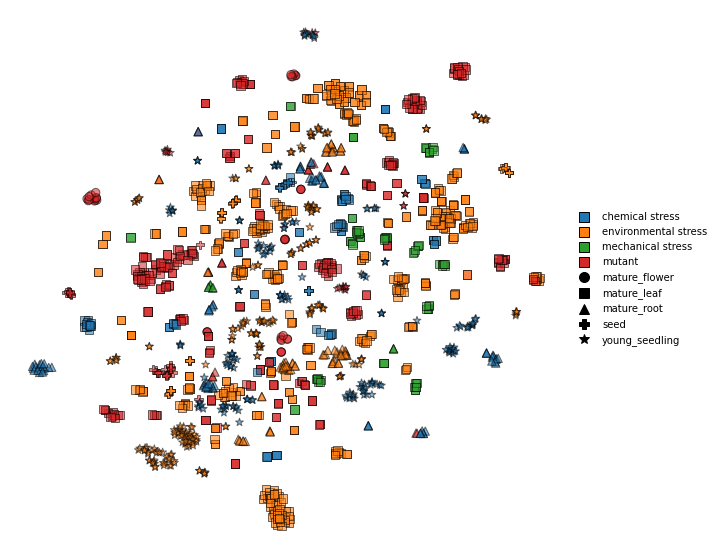 chemical stress
environmental stress
mechanical stress
mutant
mature_flower
mature_leaf
mature_root
seed
young_seedling